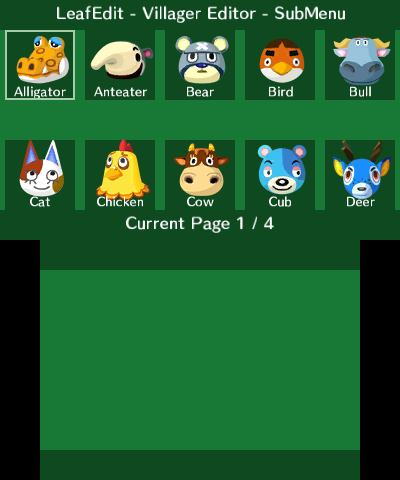 LeafEdit - Villager Editor - SubMenu
Alligator Anteater Bear Bird Bull
Cat Chicken Cow Cub Deer
Current Page 1 / 4